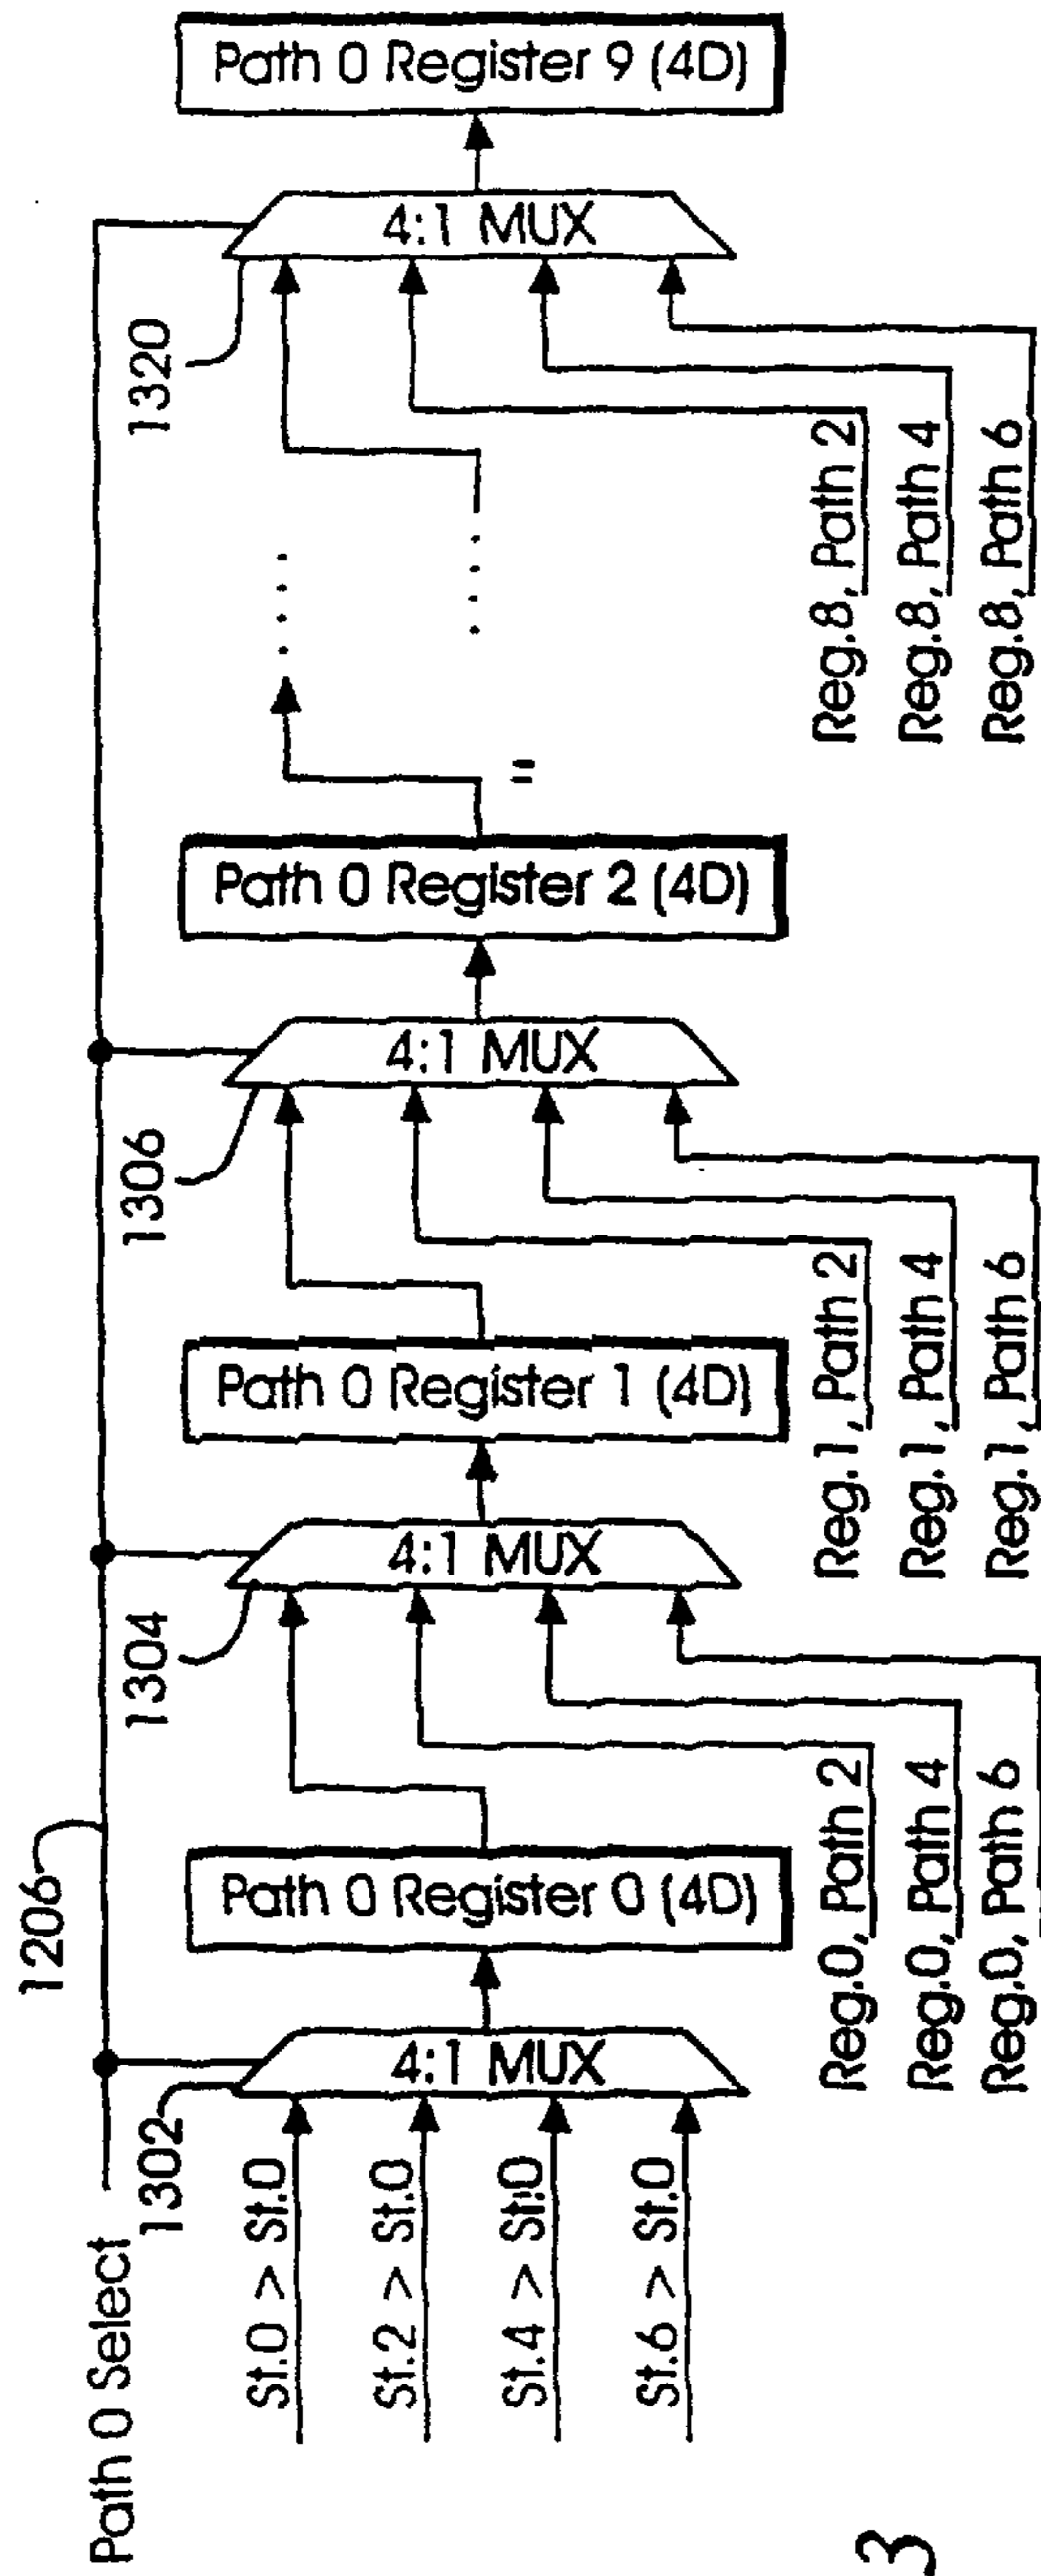 Path 0 Select
1206
1302
St.0 > St.0
St.2 > St.0
St.4 > St.0
St.6 > St.0
4:1 MUX
Path 0 Register 0 (4D)
Reg.0, Path 2
Reg.0, Path 4
Reg.0, Path 6
1304
4:1 MUX
Path 0 Register 1 (4D)
Reg.1, Path 2
Reg.1, Path 4
Reg.1, Path 6
1306
4:1 MUX
Path 0 Register 2 (4D)
=
. . . .
. . . .
Reg.8, Path 2
Reg.8, Path 4
Reg.8, Path 6
1320
4:1 MUX
Path 0 Register 9 (4D)
3